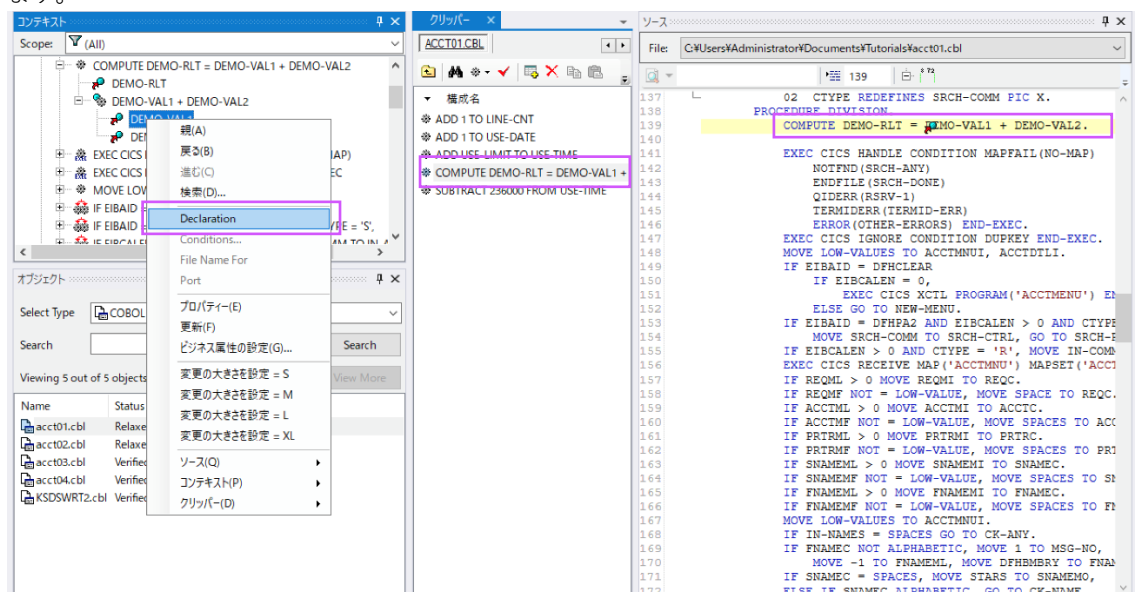 ます。
コンテキスト
Scope: (All)
COMPUTE DEMO-RLT = DEMO-VAL1 + DEMO-VAL2
DEMO-RLT
DEMO-VAL1 + DEMO-VAL2
DEMO-VAL1
DEM
EXEC CICS
AP)
EXEC CICS
EC
MOVE LOW
IF EIBAID =
IF EIBAID =
YPE = 'S',
IF EIBCALE
親(A)
戻る(B)
進む(C)
検索(D)...
Declaration
Conditions...
File Name For
Port
プロパティー(E)
更新(F)
ビジネス属性の設定(G)...
変更の大きさを設定 = S
変更の大きさを設定 = M
変更の大きさを設定 = L
変更の大きさを設定 = XL
ソース(Q)
コンテキスト(P)
クリッパー(D)
オブジェクト
Select Type COBOL
Search Search
Viewing 5 out of 5 objects View More
Name Status
acct01.cbl Relaxe
acct02.cbl Relaxe
acct03.cbl Verified
acct04.cbl Verified
KSDSWRT2.cbl Verified
クリッパー
ACCT01.CBL
構成名
ADD 1 TO LINE-CNT
ADD 1 TO USE-DATE
ADD USE-LIMIT TO USE-TIME
COMPUTE DEMO-RLT = DEMO-VAL1 +
SUBTRACT 236000 FROM USE-TIME
ソース
File: C:¥Users¥Administrator¥Documents¥Tutorials¥acct01.cbl
139 72
137 02 CTYPE REDEFINES SRCH-COMM PIC X.
138 PROCEDURE DIVISION.
139 COMPUTE DEMO-RLT = DEMO-VAL1 + DEMO-VAL2.
140
141 EXEC CICS HANDLE CONDITION MAPFAIL(NO-MAP)
142 NOTFND(SRCH-ANY)
143 ENDFILE(SRCH-DONE)
144 QIDERR(RSRV-1)
145 TERMIDERR(TERMID-ERR)
146 ERROR(OTHER-ERRORS) END-EXEC.
147 EXEC CICS IGNORE CONDITION DUPKEY END-EXEC.
148 MOVE LOW-VALUES TO ACCTMNUI, ACCTDTLI.
149 IF EIBAID = DFHCLEAR
150 IF EIBCALEN = 0,
151 EXEC CICS XCTL PROGRAM('ACCTMENU') EN
152 ELSE GO TO NEW-MENU.
153 IF EIBAID = DFHPA2 AND EIBCALEN > 0 AND CTYPE
154 MOVE SRCH-COMM TO SRCH-CTRL, GO TO SRCH-
155 IF EIBCALEN > 0 AND CTYPE = 'R', MOVE IN-COMM
156 EXEC CICS RECEIVE MAP('ACCTMNU') MAPSET('ACCT
157 IF REQML > 0 MOVE REQMI TO REQC.
158 IF REQMF NOT = LOW-VALUE, MOVE SPACE TO REQC.
159 IF ACCTML > 0 MOVE ACCTMI TO ACCTC.
160 IF ACCTMF NOT = LOW-VALUE, MOVE SPACES TO ACC
161 IF PRTRML > 0 MOVE PRTRMI TO PRTRC.
162 IF PRTRMF NOT = LOW-VALUE, MOVE SPACES TO PRT
163 IF SNAMEML > 0 MOVE SNAMEMI TO SNAMEC.
164 IF SNAMEMF NOT = LOW-VALUE, MOVE SPACES TO SN
165 IF FNAMEML > 0 MOVE FNAMEMI TO FNAMEC.
166 IF FNAMEMF NOT = LOW-VALUE, MOVE SPACES TO FN
167 MOVE LOW-VALUES TO ACCTMNUI.
168 IF IN-NAMES = SPACES GO TO CK-ANY.
169 IF FNAMEC NOT ALPHABETIC, MOVE 1 TO MSG-NO,
170 MOVE -1 TO FNAMEML, MOVE DFHBMBRY TO FNAM
171 IF SNAMEC = SPACES, MOVE STARS TO SNAMEMO,
172 ELSE IF SNAMEC ALPHABETIC, GO TO CK-NAME